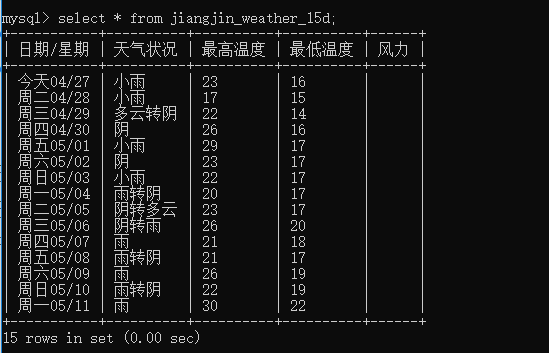 mysql> select * from jiangjin_weather_15d;
| 日期/星期 | 天气状况 | 最高温度 | 最低温度 | 风力 |
| 今天04/27 | 小雨 | 23 | 16 | |
| 周二04/28 | 小雨 | 17 | 15 | |
| 周三04/29 | 多云转阴 | 22 | 14 | |
| 周四04/30 | 阴 | 26 | 16 | |
| 周五05/01 | 小雨 | 29 | 17 | |
| 周六05/02 | 阴 | 23 | 17 | |
| 周日05/03 | 小雨 | 22 | 17 | |
| 周一05/04 | 雨转阴 | 20 | 17 | |
| 周二05/05 | 阴转多云 | 23 | 17 | |
| 周三05/06 | 阴转雨 | 26 | 20 | |
| 周四05/07 | 雨 | 21 | 18 | |
| 周五05/08 | 雨转阴 | 21 | 17 | |
| 周六05/09 | 雨 | 26 | 19 | |
| 周日05/10 | 雨转阴 | 22 | 19 | |
| 周一05/11 | 雨 | 30 | 22 | |
15 rows in set (0.00 sec)